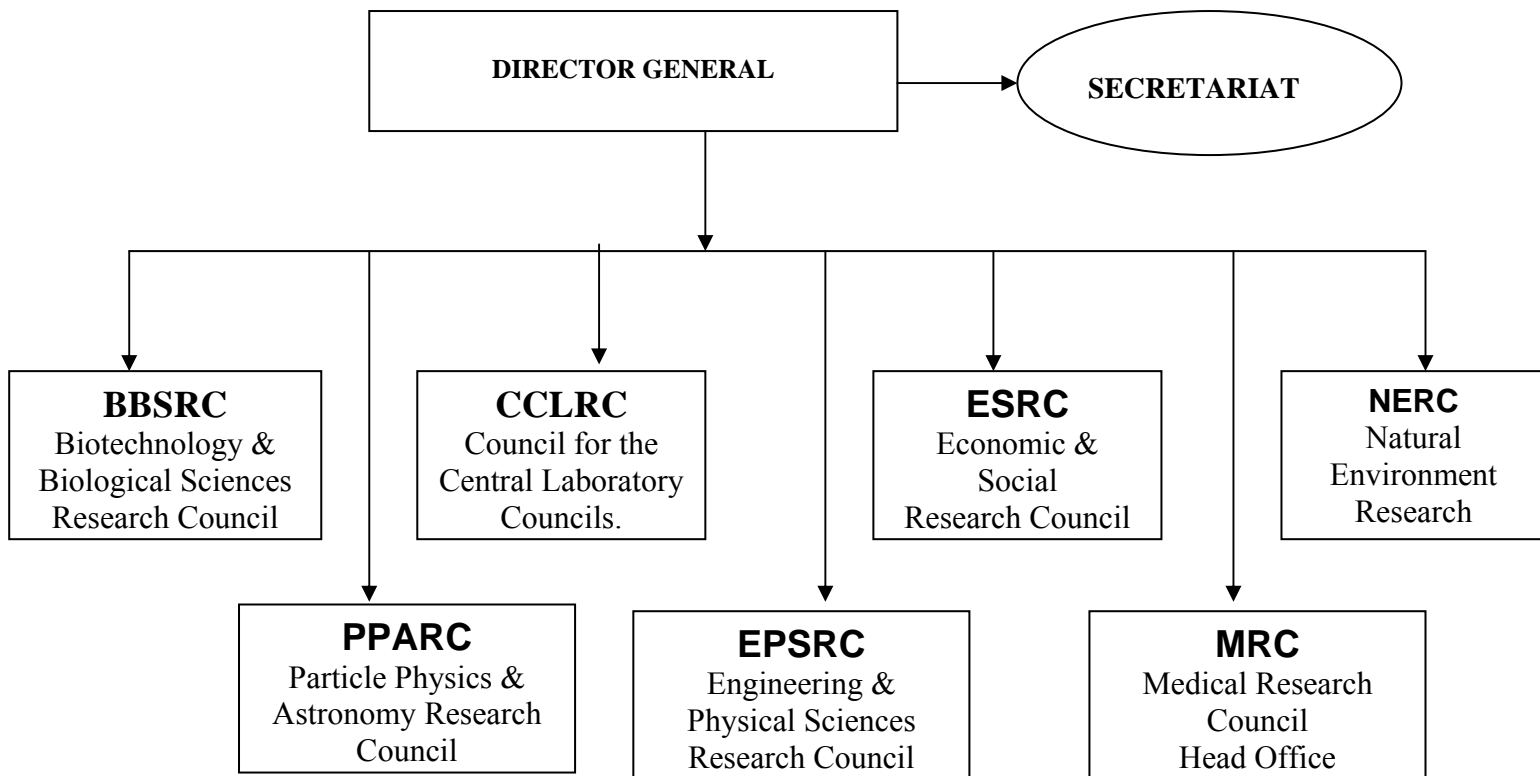 DIRECTOR GENERAL
SECRETARIAT
BBSRC
Biotechnology &
Biological Sciences
Research Council
CCLRC
Council for the
Central Laboratory
Councils.
ESRC
Economic &
Social
Research Council
NERC
Natural
Environment
Research
PPARC
Particle Physics &
Astronomy Research
Council
EPSRC
Engineering &
Physical Sciences
Research Council
MRC
Medical Research
Council
Head Office